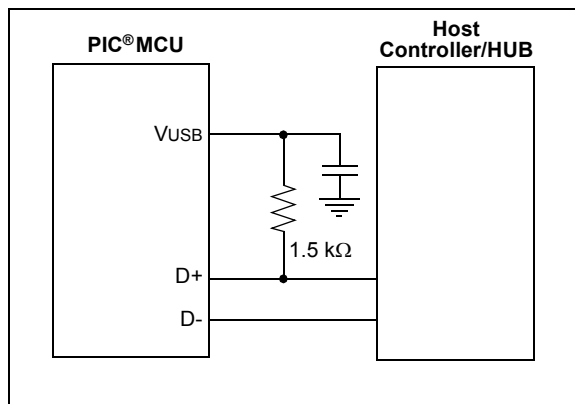 PIC® MCU
Host
Controller/HUB
VUSB
1.5 kΩ
D+
D-